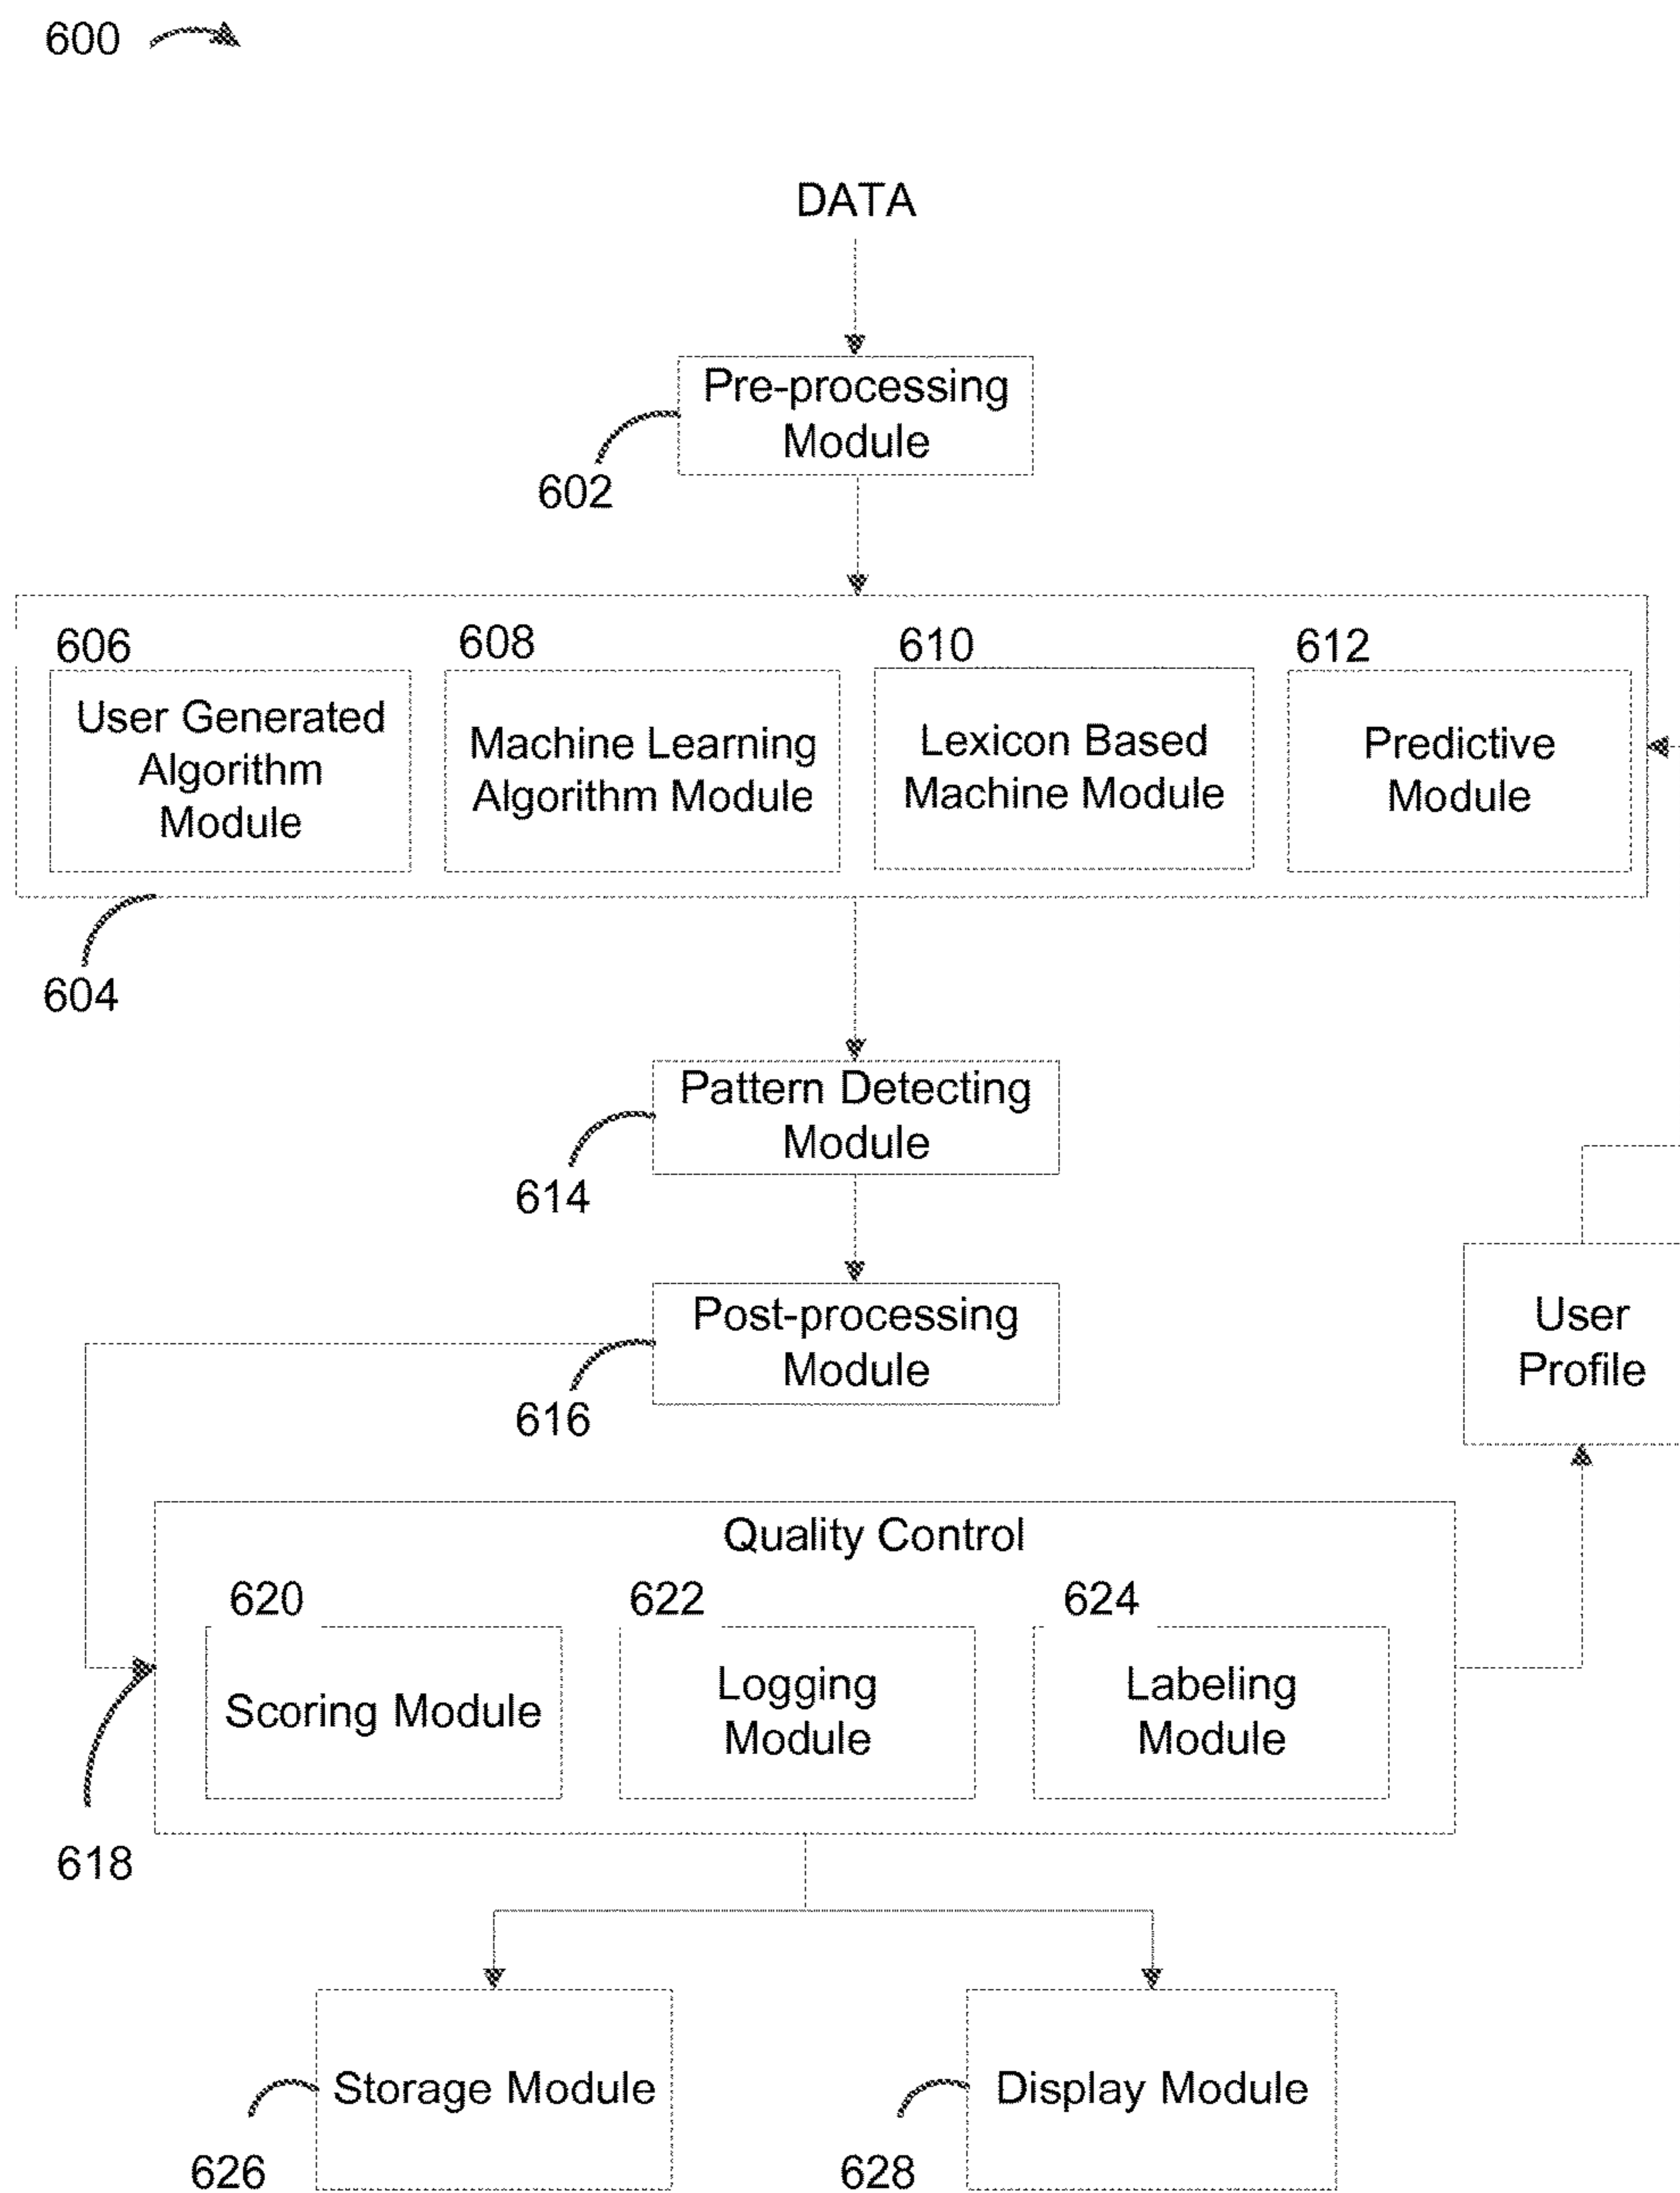 600
DATA
Pre-processing
Module
602
606
User Generated
Algorithm
Module
608
Machine Learning
Algorithm Module
610
Lexicon Based
Machine Module
612
Predictive
Module
604
Pattern Detecting
Module
614
Post-processing
Module
616
User
Profile
Quality Control
620
Scoring Module
622
Logging
Module
624
Labeling
Module
618
Storage Module
626
Display Module
628